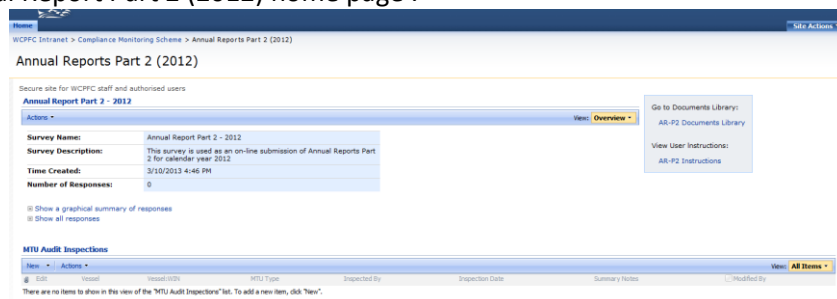 al Report Part 2 (2012) home page .
Home
Site Actions
WCPFC Intranet > Compliance Monitoring Scheme > Annual Reports Part 2 (2012)
Annual Reports Part 2 (2012)
Secure site for WCPFC staff and authorised users
Annual Report Part 2 - 2012
Actions
View: Overview
Survey Name: Annual Report Part 2 - 2012
Survey Description: This survey is used as an on-line submission of Annual Reports Part
2 for calendar year 2012
Time Created: 3/10/2013 4:46 PM
Number of Responses: 0
Show a graphical summary of responses
Show all responses
Go to Documents Library:
AR-P2 Documents Library
View User Instructions:
AR-P2 Instructions
MTU Audit Inspections
New Actions
View: All Items
Edit Vessel Vessel:WIN MTU Type Inspected By Inspection Date Summary Notes Modified By
There are no items to show in this view of the "MTU Audit Inspections" list. To add a new item, click "New".